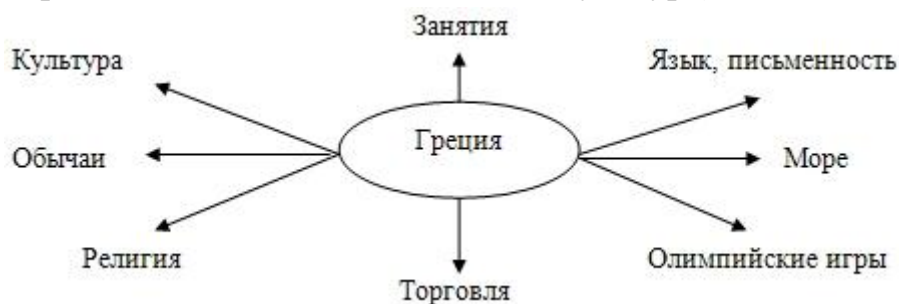 Занятия
Культура
Язык, письменность
Греция
Обычаи
Море
Религия
Олимпийские игры
Торговля